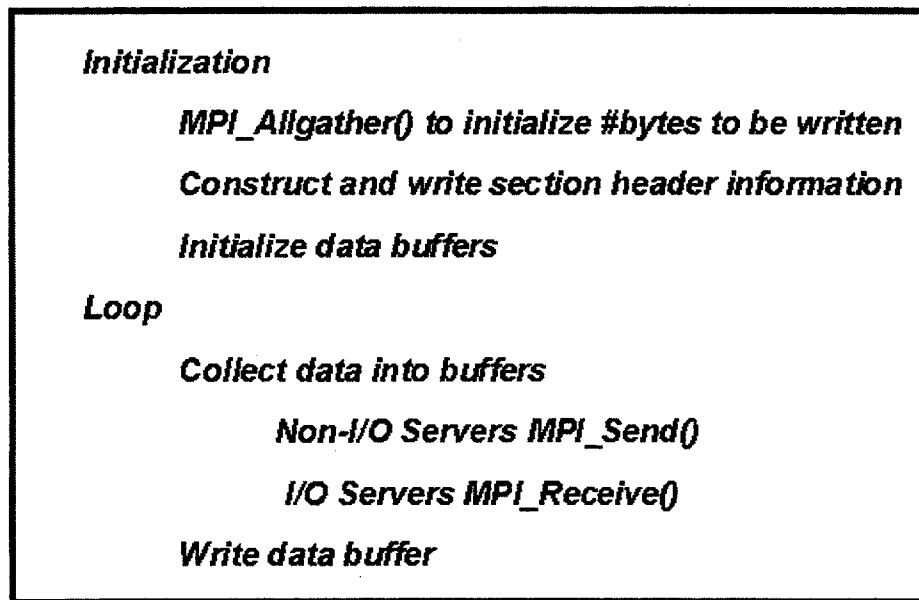 Initialization
MPI_Allgather() to initialize #bytes to be written
Construct and write section header information
Initialize data buffers
Loop
Collect data into buffers
Non-I/O Servers MPI_Send()
I/O Servers MPI_Receive()
Write data buffer